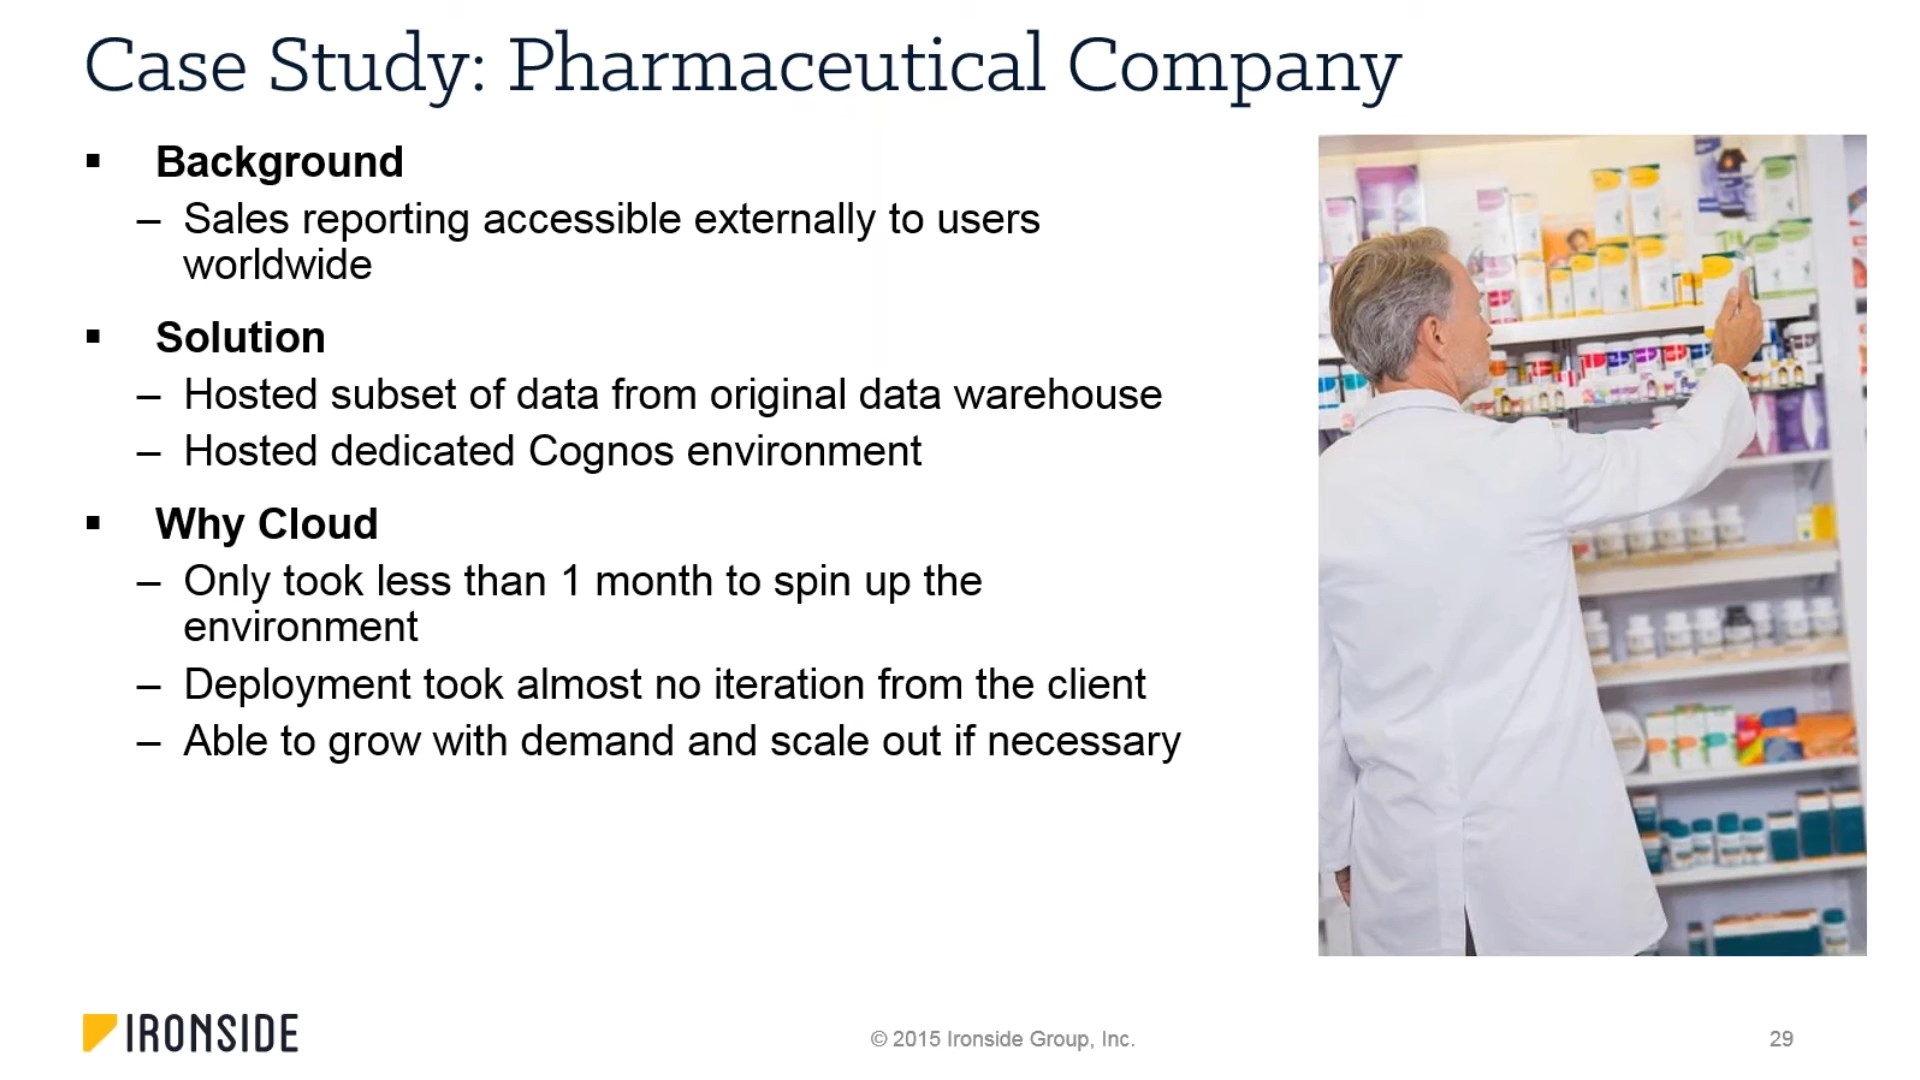 Case Study: Pharmaceutical Company
▪ Background
– Sales reporting accessible externally to users
worldwide
▪ Solution
– Hosted subset of data from original data warehouse
– Hosted dedicated Cognos environment
▪ Why Cloud
– Only took less than 1 month to spin up the
environment
– Deployment took almost no iteration from the client
– Able to grow with demand and scale out if necessary
IRONSIDE
© 2015 Ironside Group, Inc.
29